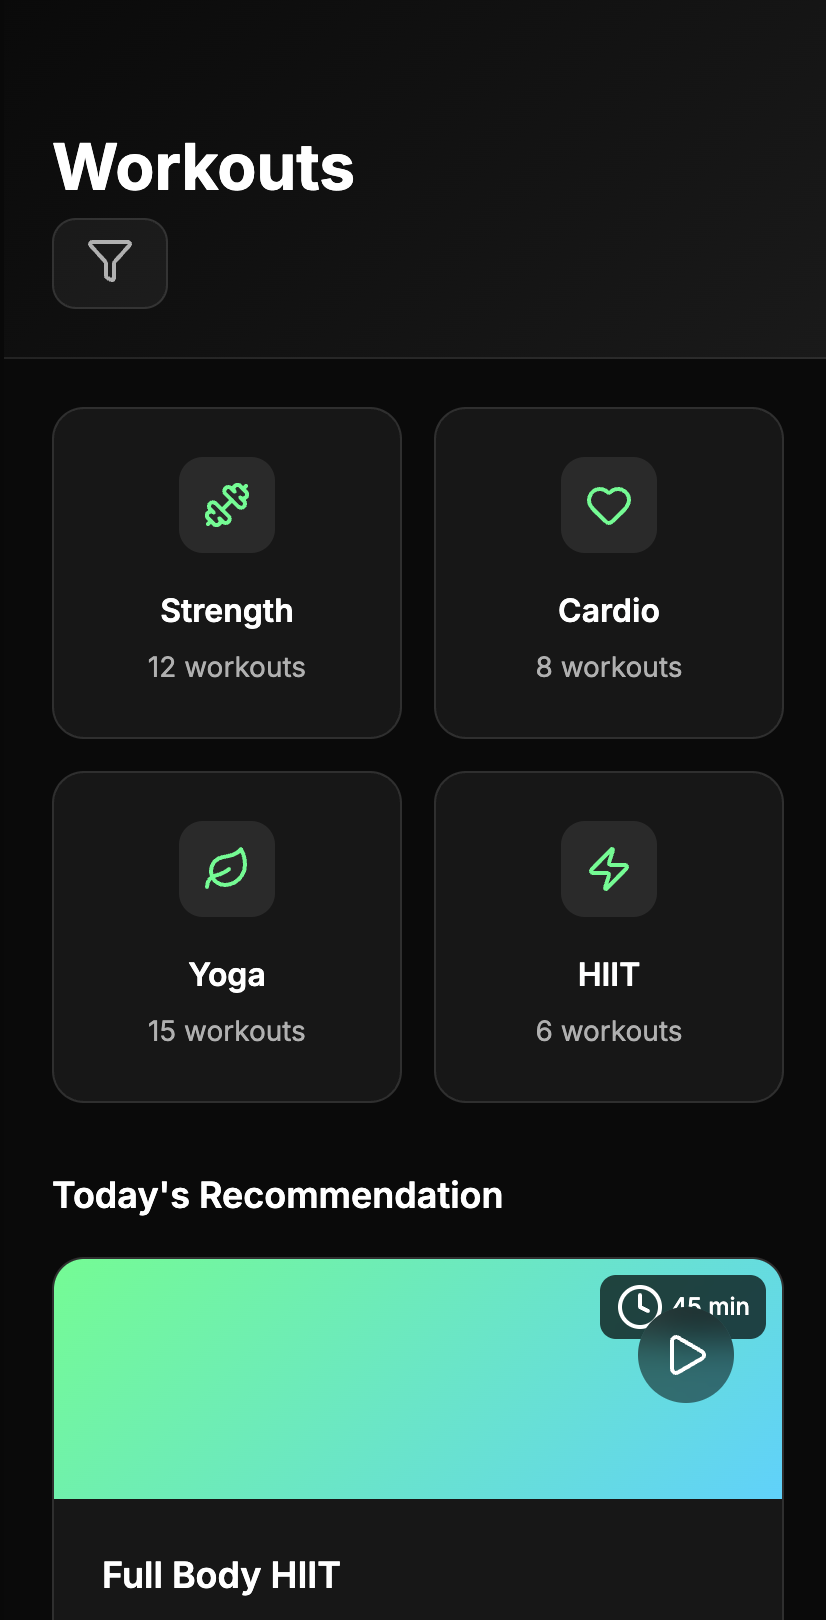 Workouts
Strength
12 workouts
Cardio
8 workouts
Yoga
15 workouts
HIIT
6 workouts
Today's Recommendation
45 min
Full Body HIIT